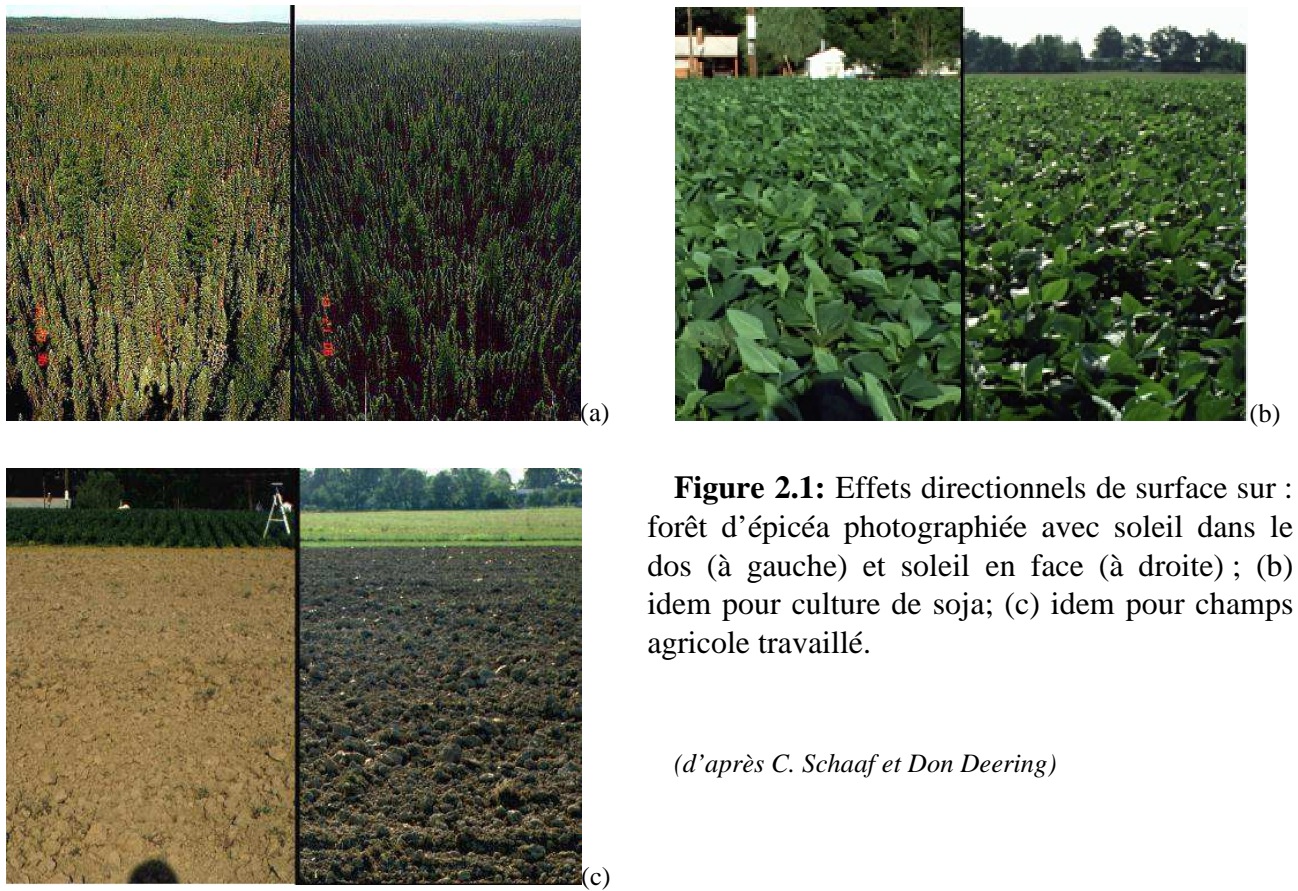 (a)
(b)
Figure 2.1: Effets directionnels de surface sur :
forêt d'épicéa photographiée avec soleil dans le
dos (à gauche) et soleil en face (à droite) ; (b)
idem pour culture de soja; (c) idem pour champs
agricole travaillé.
(d'après C. Schaaf et Don Deering)
(c)